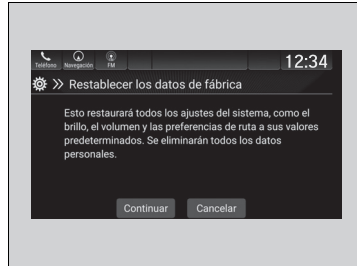 12:34
Teléfono Navegación FM
Restablecer los datos de fábrica
Esto restaurará todos los ajustes del sistema, como el
brillo, el volumen y las preferencias de ruta a sus valores
predeterminados. Se eliminarán todos los datos
personales.
Continuar Cancelar